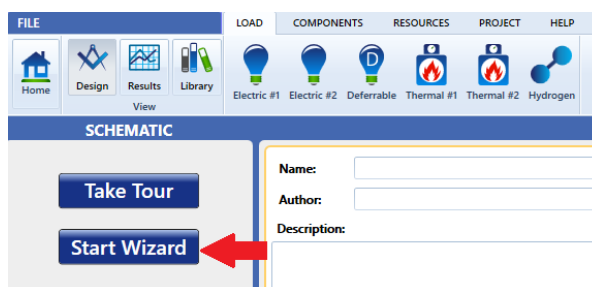 FILE
LOAD COMPONENTS RESOURCES PROJECT HELP
Home Design Results Library
View
Electric #1 Electric #2 D Deferrable Thermal #1 Thermal #2 Hydrogen
SCHEMATIC
Take Tour
Start Wizard
Name:
Author:
Description: